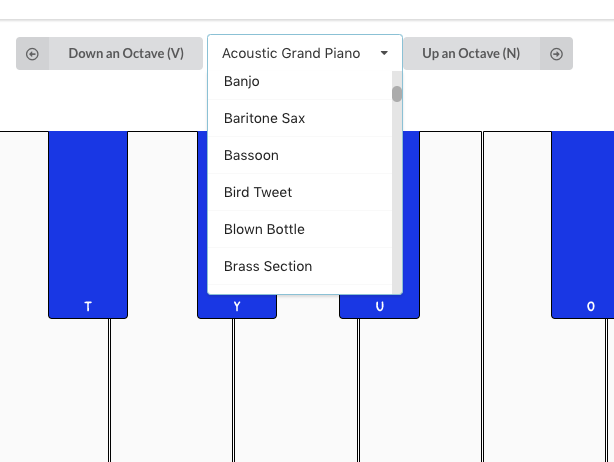 Down an Octave (V)
Acoustic Grand Piano
Up an Octave (N)
Banjo
Baritone Sax
Bassoon
Bird Tweet
Blown Bottle
Brass Section
T
Y
U
O